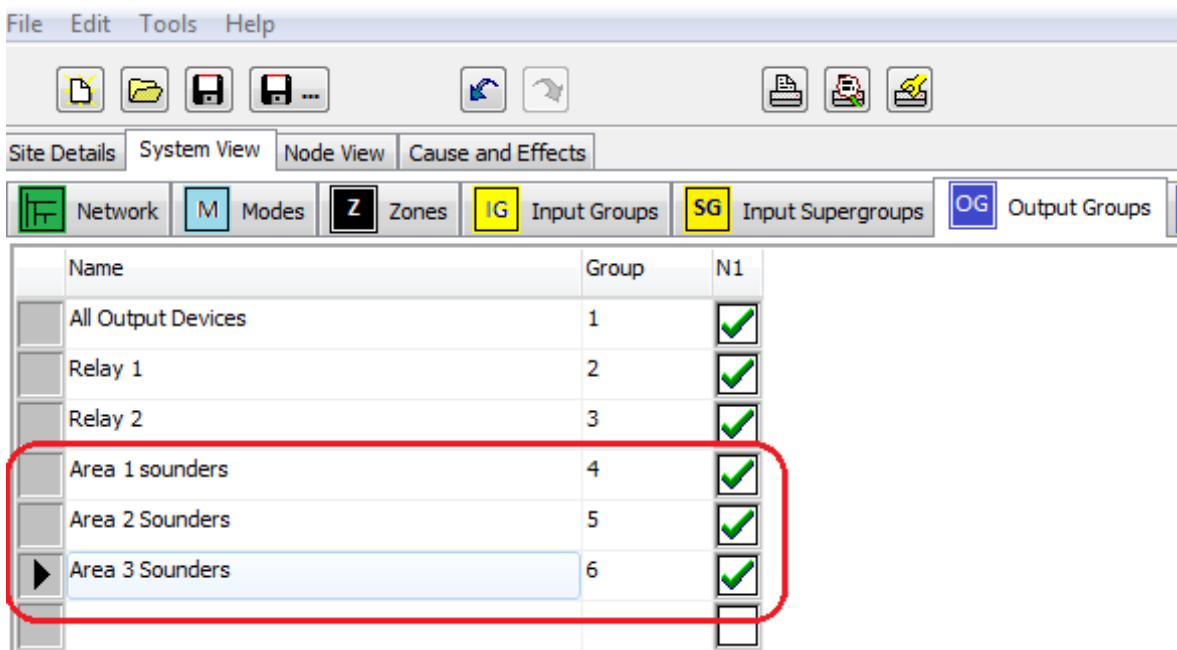 File Edit Tools Help
...
Site Details System View Node View Cause and Effects
Network M Modes Z Zones IG Input Groups SG Input Supergroups OG Output Groups
Name Group N1
All Output Devices 1
Relay 1 2
Relay 2 3
Area 1 sounders 4
Area 2 Sounders 5
Area 3 Sounders 6